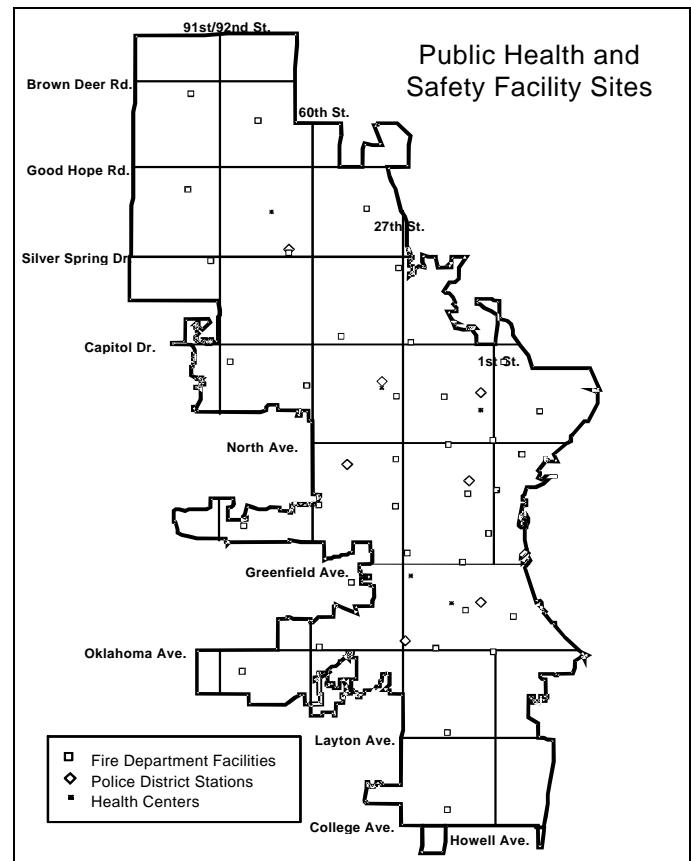 Public Health and
Safety Facility Sites
91st/92nd St.
Brown Deer Rd.
60th St.
Good Hope Rd.
27th St.
Silver Spring Dr
Capitol Dr.
1st St.
North Ave.
Greenfield Ave.
Oklahoma Ave.
Layton Ave.
College Ave.
Howell Ave.
Fire Department Facilities
Police District Stations
Health Centers